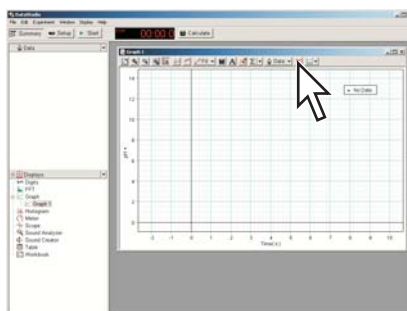 DataStudio
File Edit Experiment Window Display Help
Summary Setup Start 00:00.0 Calculate
Data
Graph 1
Fit Data
No Data
14
12
10
8
6
4
2
0
pH
-2 -1 0 1 2 3 4 5 6 7 8 9 10
Time(s)
Displays
Digits
FFT
Graph
Graph 1
Histogram
Meter
Scope
Sound Analyzer
Sound Creator
Table
Workbook